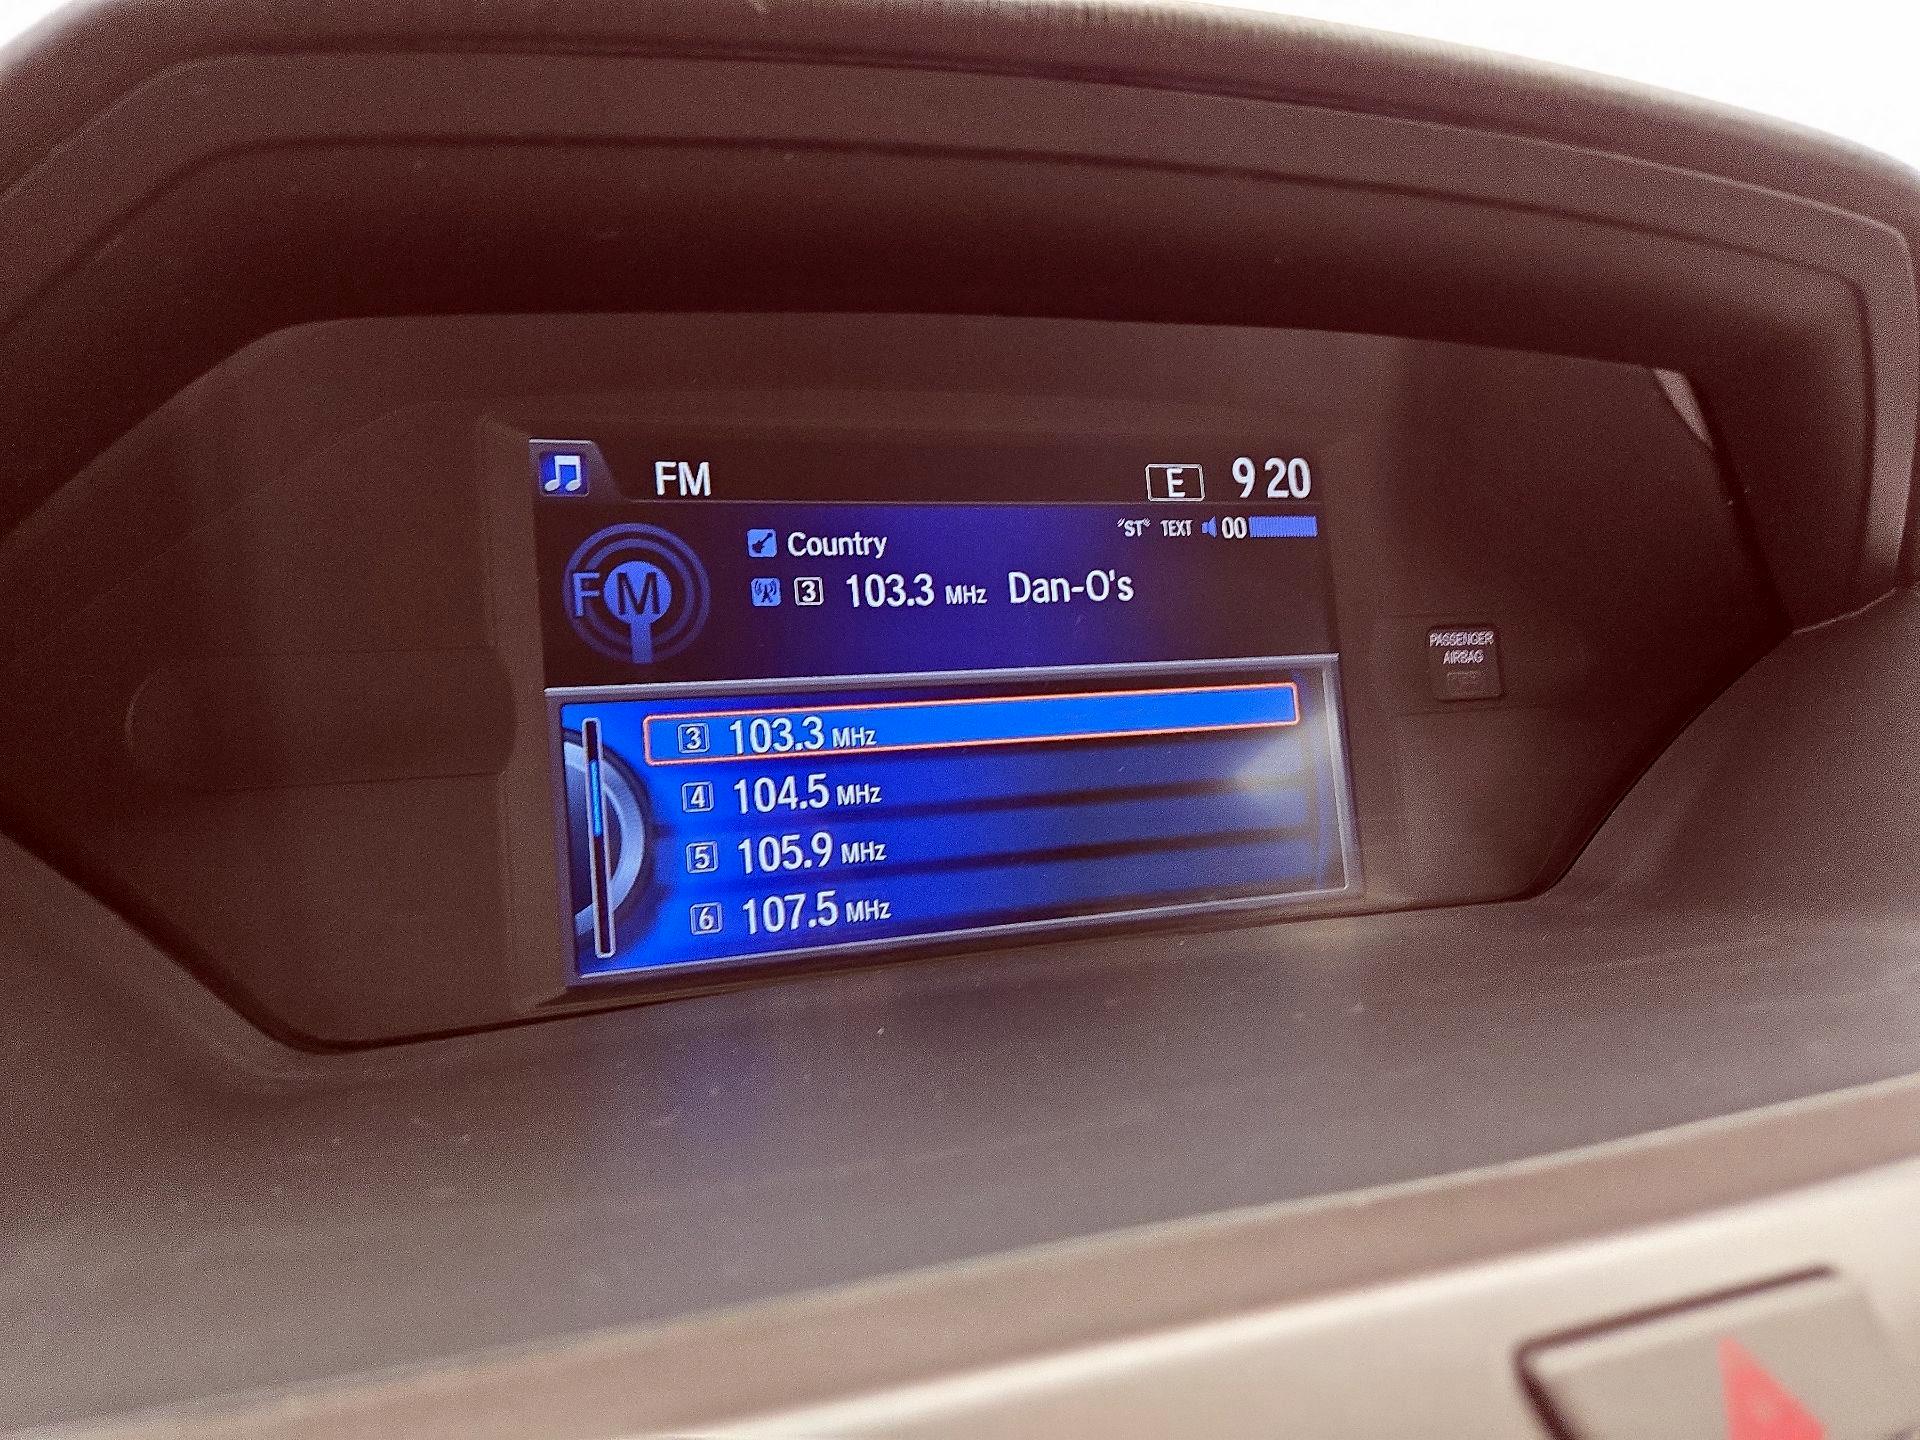 FM E 9 20
"ST" TEXT 00
Country
FM
3 103.3 MHz Dan-O's
3 103.3 MHz
4 104.5 MHz
5 105.9 MHz
6 107.5 MHz
PASSENGER
AIRBAG